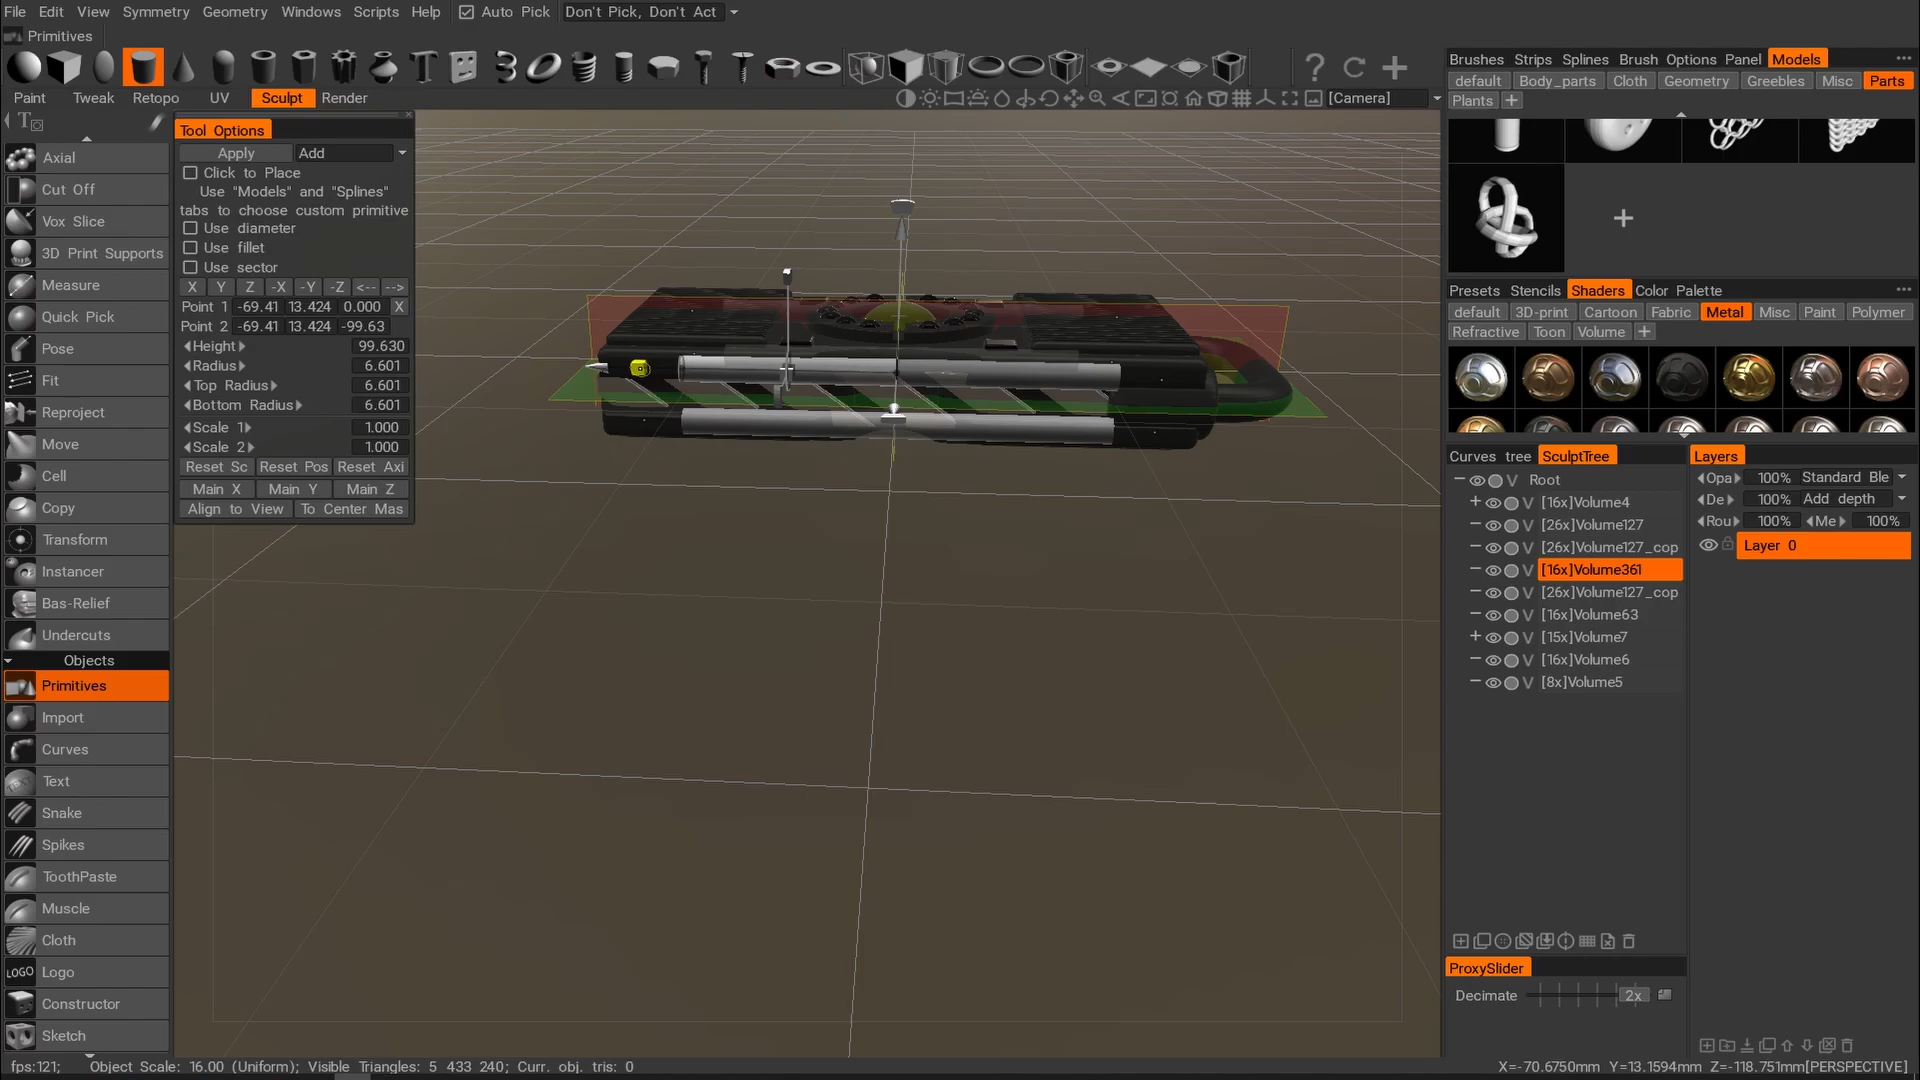 File Edit View Symmetry Geometry Windows Scripts Help Auto Pick Don't Pick, Don't Act
Primitives
Paint Tweak Retopo UV Sculpt Render
[Camera]
Tool Options
Apply Add
Click to Place
Use "Models" and "Splines"
tabs to choose custom primitive
Use diameter
Use fillet
Use sector
X Y Z -X -Y -Z <-- -->
Point 1 -69.41 13.424 0.000 X
Point 2 -69.41 13.424 -99.63
Height 99.630
Radius 6.601
Top Radius 6.601
Bottom Radius 6.601
Scale 1 1.000
Scale 2 1.000
Reset Sc Reset Pos Reset Axi
Main X Main Y Main Z
Align to View To Center Mas
Axial
Cut Off
Vox Slice
3D Print Supports
Measure
Quick Pick
Pose
Fit
Reproject
Move
Cell
Copy
Transform
Instancer
Bas-Relief
Undercuts
Objects
Primitives
Import
Curves
Text
Snake
Spikes
ToothPaste
Muscle
Cloth
LOGO Logo
Constructor
Sketch
Brushes Strips Splines Brush Options Panel Models
default Body_parts Cloth Geometry Greebles Misc Parts
Plants +
Presets Stencils Shaders Color Palette
default 3D-print Cartoon Fabric Metal Misc Paint Polymer
Refractive Toon Volume +
Curves tree SculptTree
Root
[16x]Volume4
[26x]Volume127
[26x]Volume127_cop
[16x]Volume361
[26x]Volume127_cop
[16x]Volume63
[15x]Volume7
[16x]Volume6
[8x]Volume5
Layers
Opa 100% Standard Ble
De 100% Add depth
Rou 100% Me 100%
Layer 0
ProxySlider
Decimate 2x
fps:121; Object Scale: 16.00 (Uniform); Visible Triangles: 5 433 240; Curr. obj. tris: 0
X=-70.6750mm Y=13.1594mm Z=-118.751mm[PERSPECTIVE]